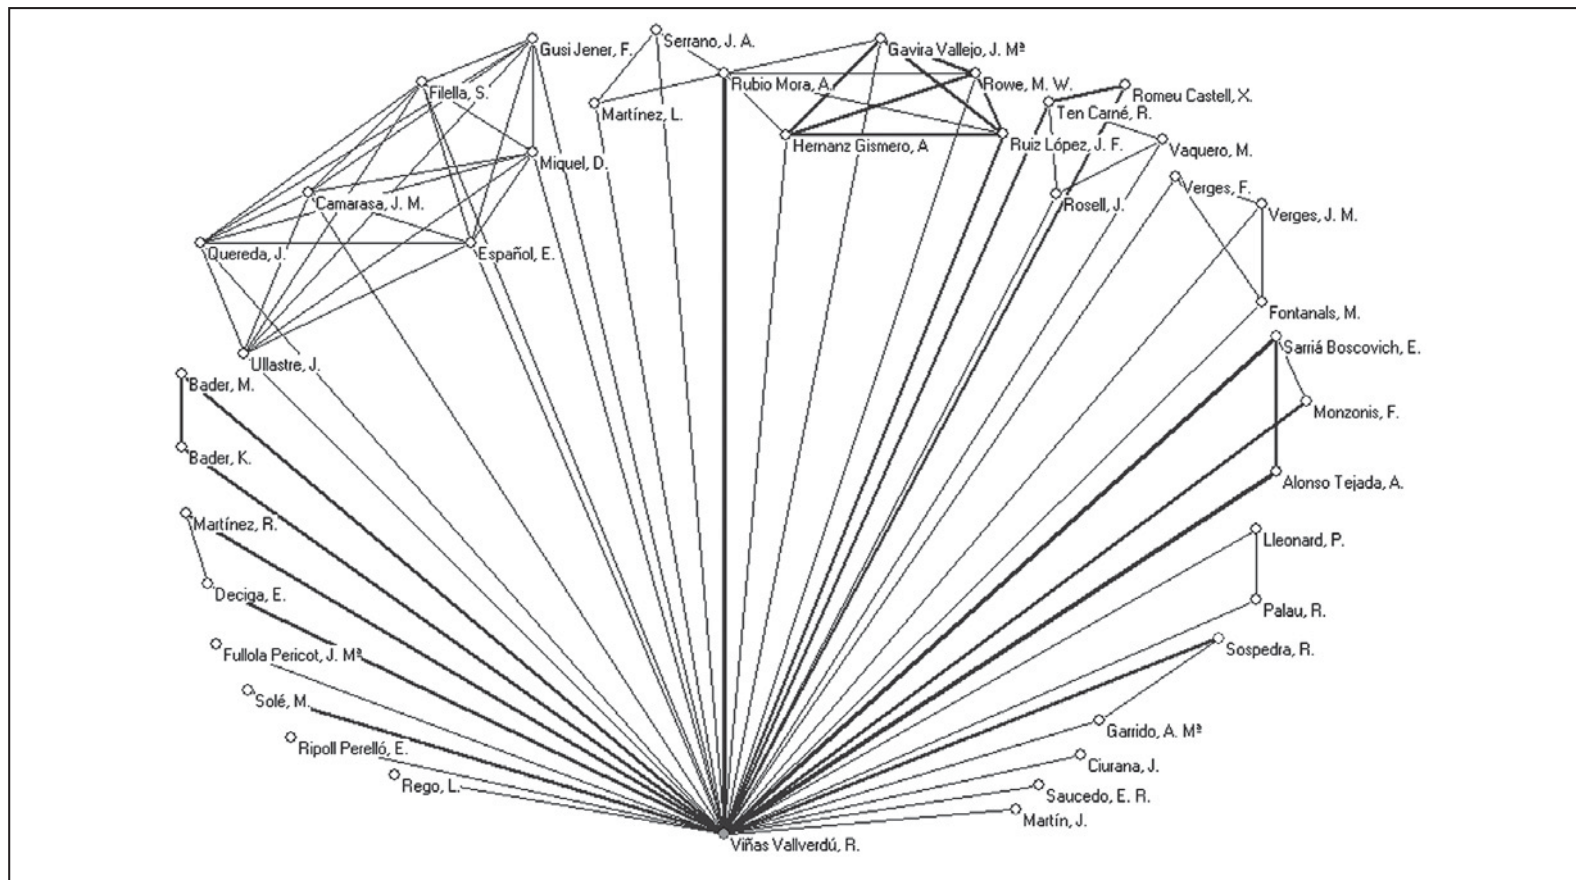 Serrano, J. A.
Gusi Jener, F.
Gavira Vallejo, J. Mª
Rubio Mora, A.
Rowe, M. W.
Filella, S.
Romeu Castell, X.
Martínez, L.
Ten Carné, R.
Hernanz Gismero, A
Ruiz López, J. F.
Vaquero, M.
Miquel, D.
Verges, F.
Camarasa, J. M.
Rosell, J.
Verges, J. M.
Quereda, J.
Español, E.
Fontanals, M.
Sarriá Boscovich, E.
Ullastre, J.
Bader, M.
Monzonis, F.
Bader, K.
Alonso Tejada, A.
Martínez, R.
Lleonard, P.
Deciga, E.
Palau, R.
Fullola Pericot, J. Mª
Sospedra, R.
Solé, M.
Garrido, A. Mª
Ripoll Perelló, E.
Ciurana, J.
Rego, L.
Saucedo, E. R.
Martín, J.
Viñas Vallverdú, R.